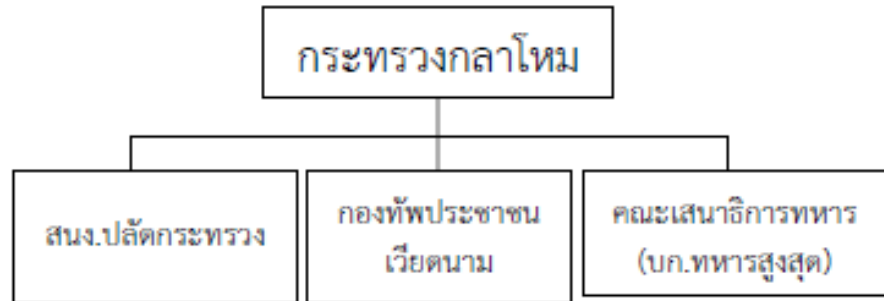 กระทรวงกลาโหม
สนง.ปลัดกระทรวง
กองทัพประชาชน
เวียดนาม
คณะเสนาธิการทหาร
(บก.ทหารสูงสุด)